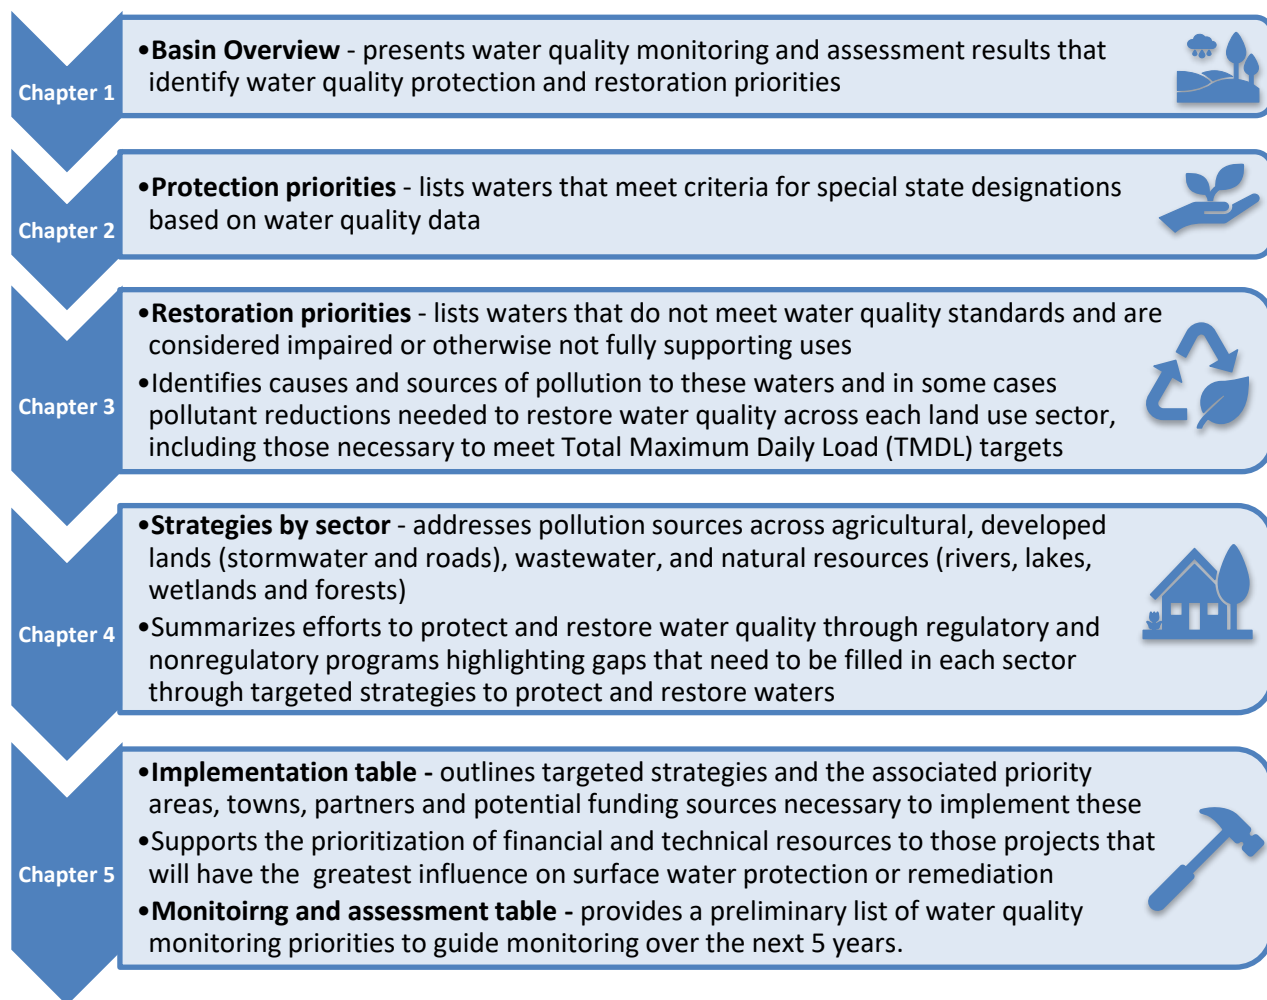 Chapter 1
•Basin Overview - presents water quality monitoring and assessment results that
identify water quality protection and restoration priorities
Chapter 2
•Protection priorities - lists waters that meet criteria for special state designations
based on water quality data
Chapter 3
•Restoration priorities - lists waters that do not meet water quality standards and are
considered impaired or otherwise not fully supporting uses
•Identifies causes and sources of pollution to these waters and in some cases
pollutant reductions needed to restore water quality across each land use sector,
including those necessary to meet Total Maximum Daily Load (TMDL) targets
Chapter 4
•Strategies by sector - addresses pollution sources across agricultural, developed
lands (stormwater and roads), wastewater, and natural resources (rivers, lakes,
wetlands and forests)
•Summarizes efforts to protect and restore water quality through regulatory and
nonregulatory programs highlighting gaps that need to be filled in each sector
through targeted strategies to protect and restore waters
Chapter 5
•Implementation table - outlines targeted strategies and the associated priority
areas, towns, partners and potential funding sources necessary to implement these
•Supports the prioritization of financial and technical resources to those projects that
will have the  greatest influence on surface water protection or remediation
•Monitoirng and assessment table - provides a preliminary list of water quality
monitoring priorities to guide monitoring over the next 5 years.